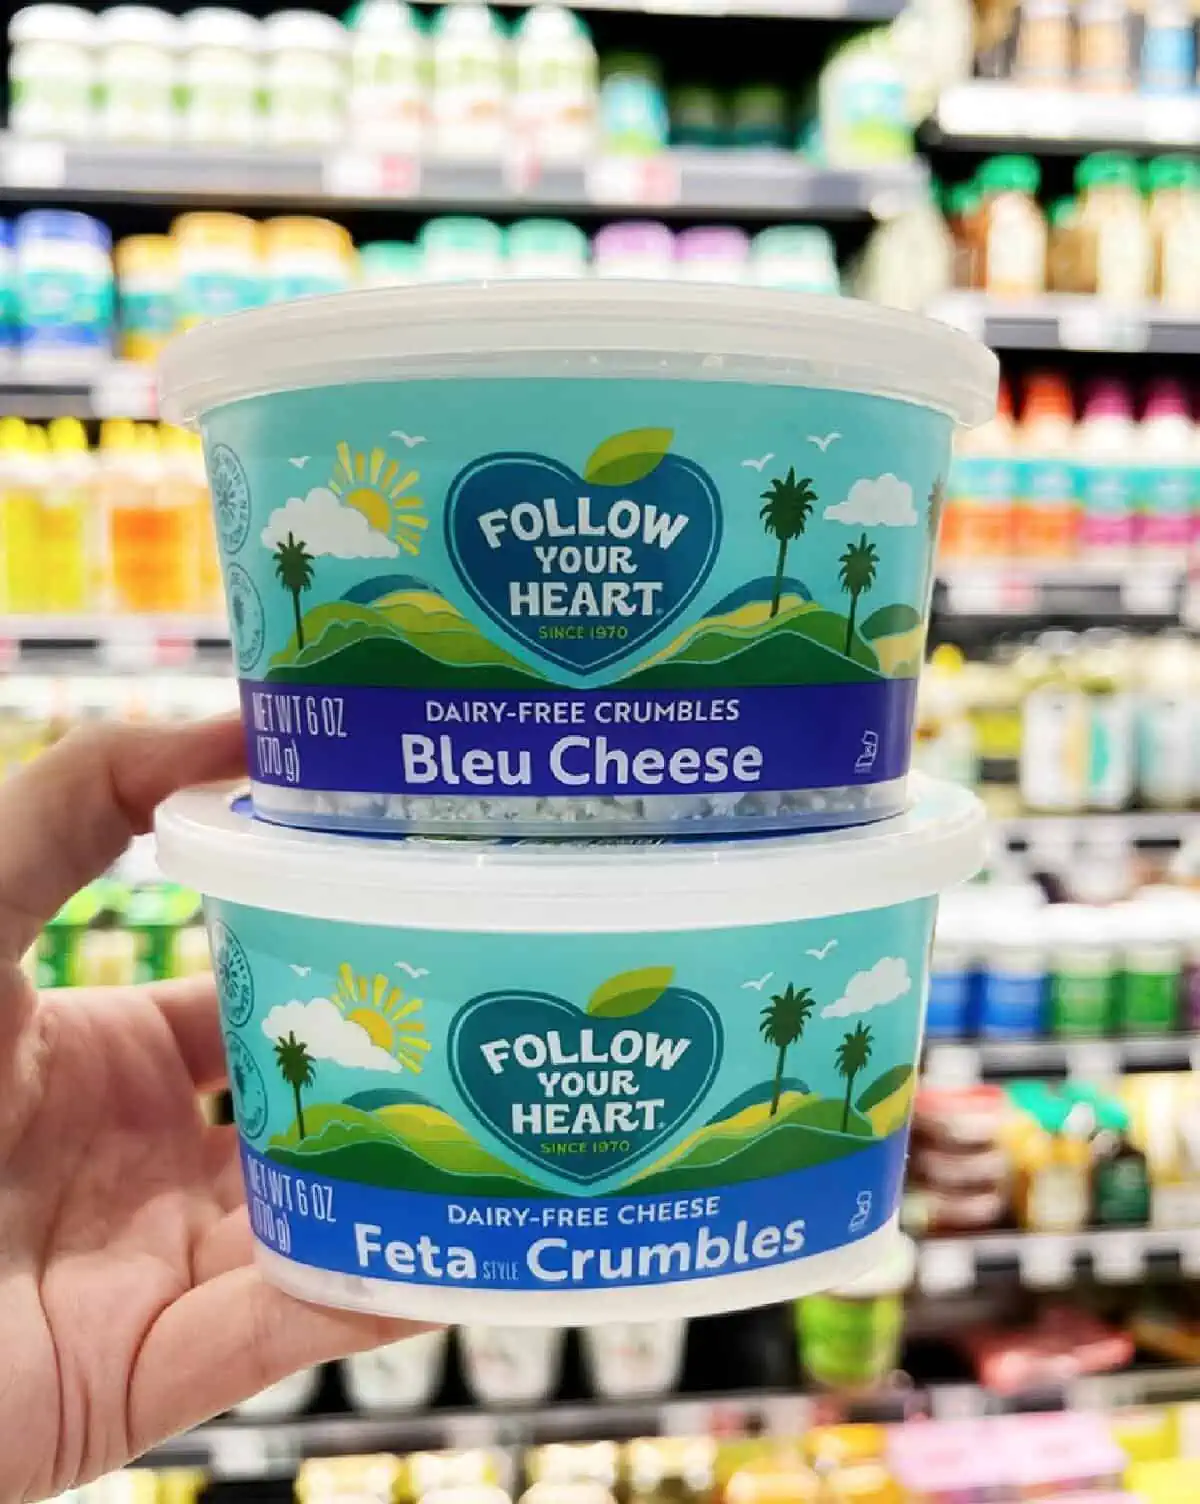 FOLLOW
YOUR
HEART
SINCE 1970
NET WT 6 OZ
(170 g)
DAIRY-FREE CRUMBLES
Bleu Cheese
FOLLOW
YOUR
HEART
SINCE 1970
NET WT 6 OZ
(170 g)
DAIRY-FREE CHEESE
Feta STYLE Crumbles